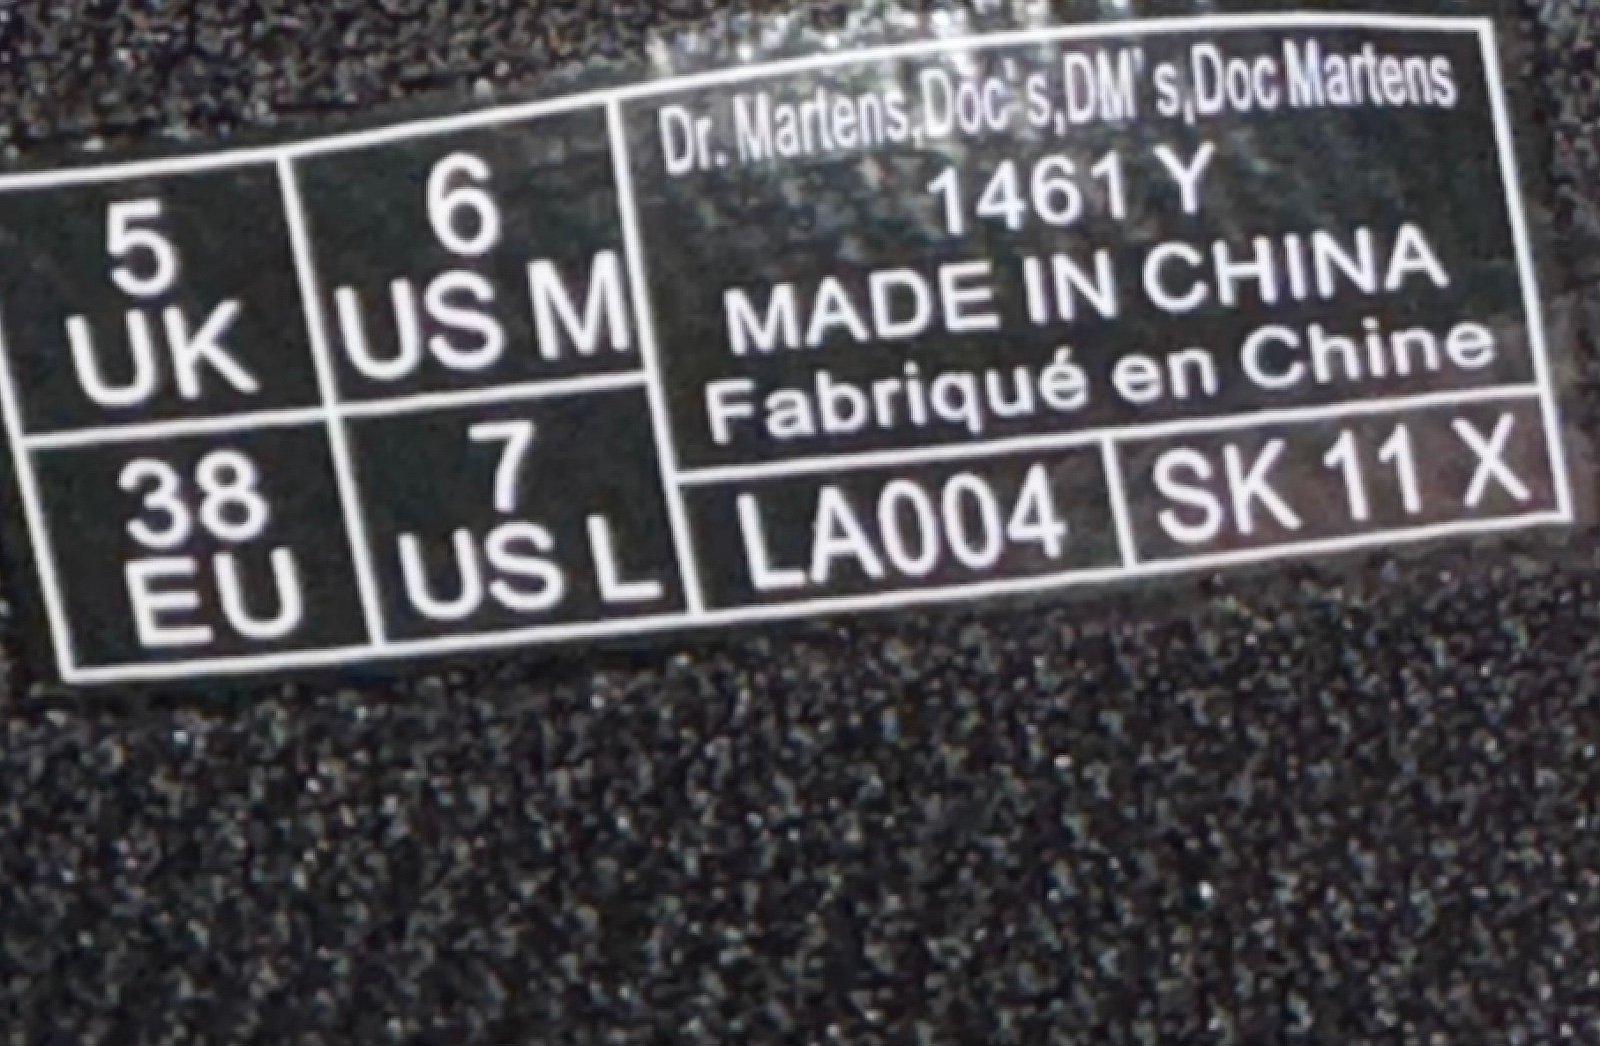 5
UK
6
US M
38
EU
7
US L
Dr. Martens,Doc's,DM's,Doc Martens
1461 Y
MADE IN CHINA
Fabriqué en Chine
LA004
SK 11 X